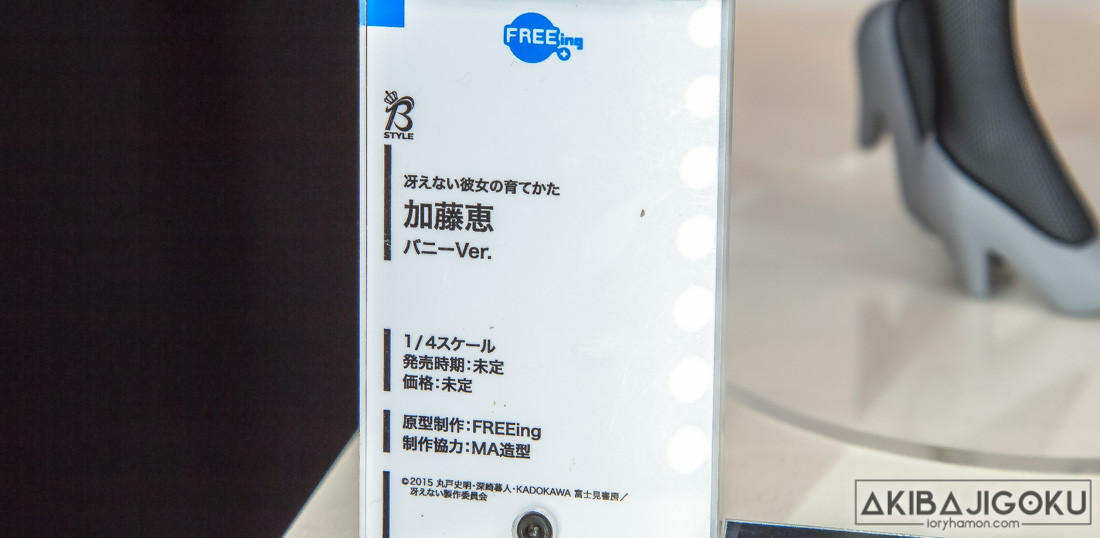 FREEing
B
STYLE
冴えない彼女の育てかた
加藤恵
バニーVer.
1/4スケール
発売時期:未定
価格:未定
原型制作:FREEing
制作協力:MA造型
©2015 丸戸史明・深崎暮人・KADOKAWA 富士見書房／
冴えない製作委員会
AKIBAJIGOKU
ioryhamon.com